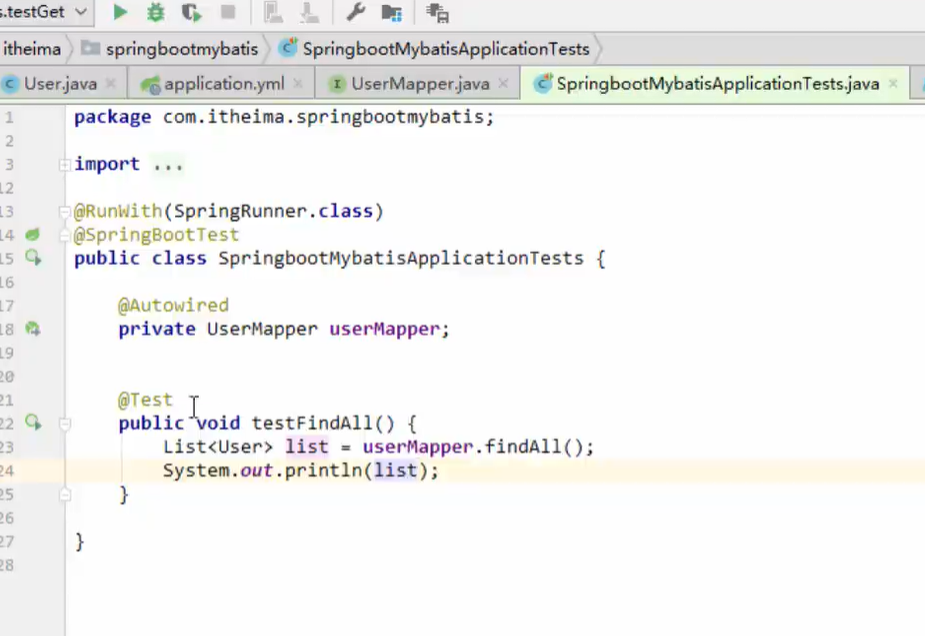 s.testGet
itheima springbootmybatis SpringbootMybatisApplicationTests
User.java application.yml UserMapper.java SpringbootMybatisApplicationTests.java
1 package com.itheima.springbootmybatis;
2
3 import ...
12
13 @RunWith(SpringRunner.class)
14 @SpringBootTest
15 public class SpringbootMybatisApplicationTests {
16
17 @Autowired
18 private UserMapper userMapper;
19
20
21 @Test
22 public void testFindAll() {
23 List<User> list = userMapper.findAll();
24 System.out.println(list);
25 }
26
27 }
28